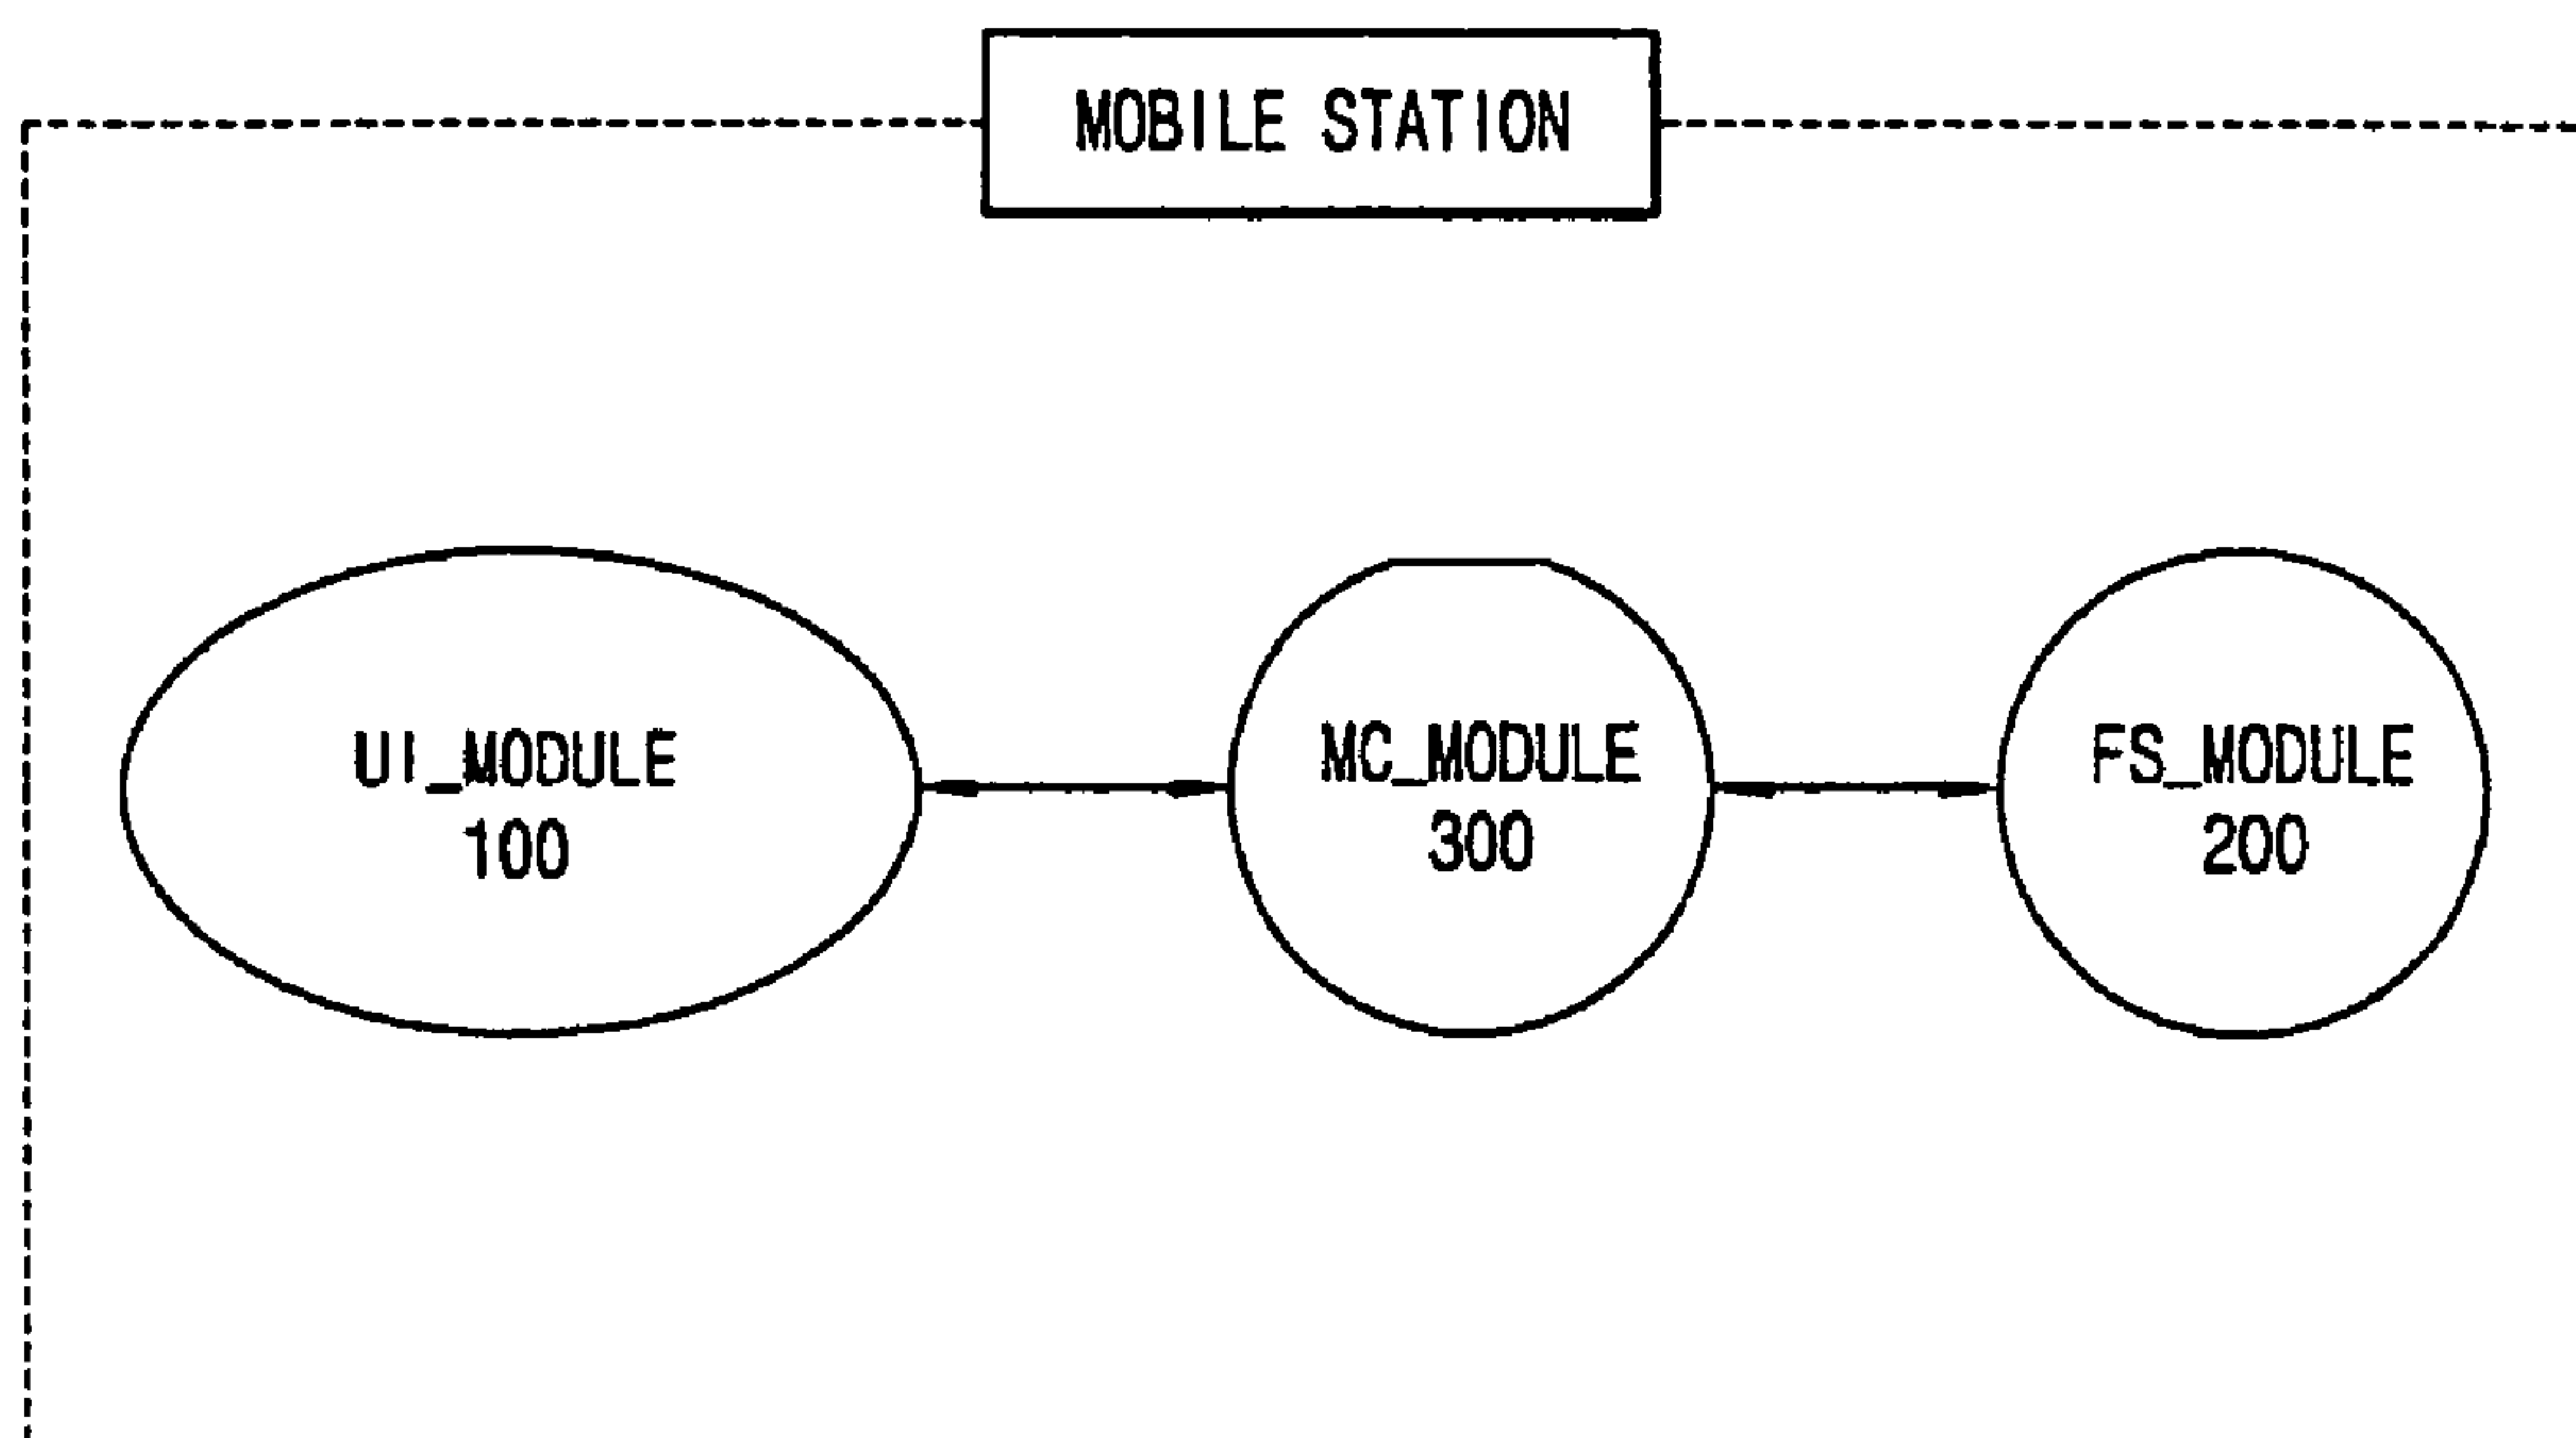 MOBILE STATION
UI_MODULE
100
MC_MODULE
300
FS_MODULE
200